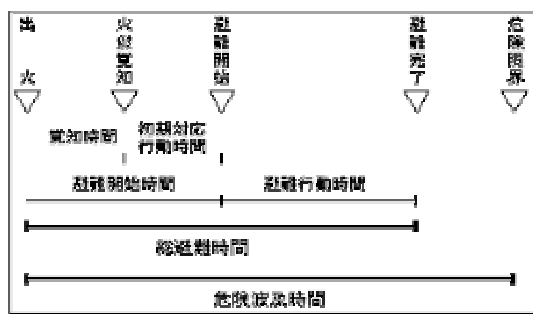 出火
火災覚知
避難開始
避難完了
危険限界
覚知時間
初期対応
行動時間
避難開始時間
避難行動時間
総避難時間
危険波及時間